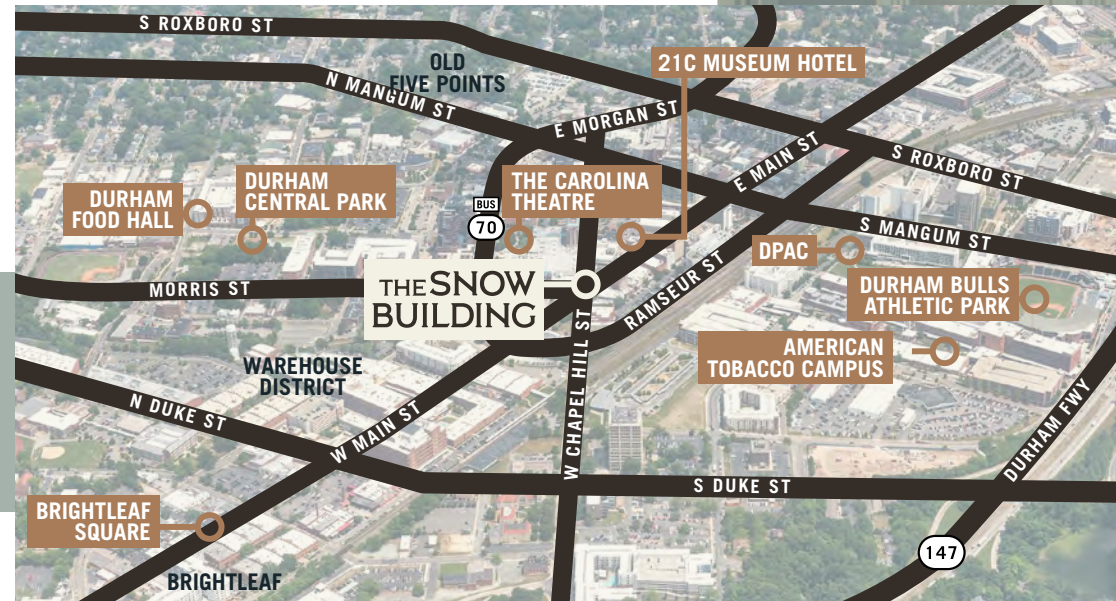 S ROXBORO ST
OLD
FIVE POINTS
21C MUSEUM HOTEL
N MANGUM ST
E MORGAN ST
E MAIN ST
S ROXBORO ST
DURHAM
FOOD HALL
DURHAM
CENTRAL PARK
THE CAROLINA
THEATRE
BUS
70
S MANGUM ST
DPAC
MORRIS ST
THE SNOW
BUILDING
RAMSEUR ST
DURHAM BULLS
ATHLETIC PARK
AMERICAN
TOBACCO CAMPUS
WAREHOUSE
DISTRICT
N DUKE ST
W MAIN ST
W CHAPEL HILL ST
DURHAM FWY
S DUKE ST
BRIGHTLEAF
SQUARE
147
BRIGHTLEAF